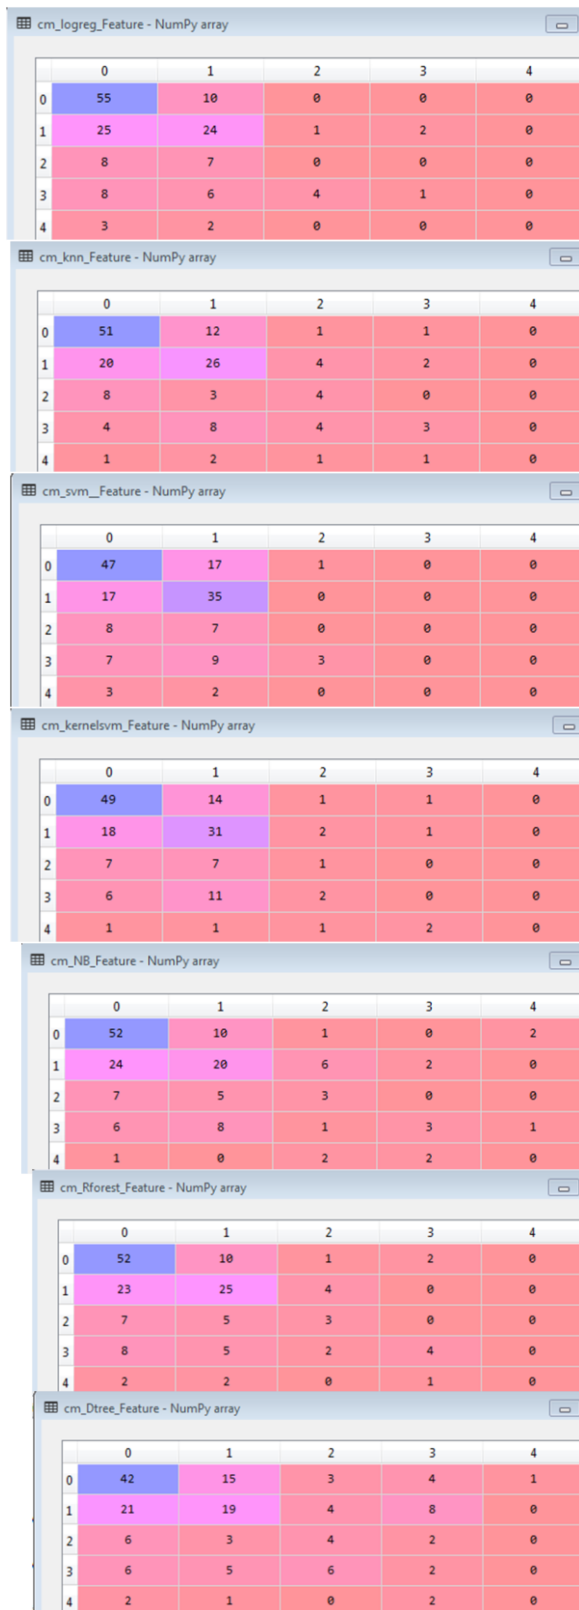 cm_logreg_Feature - NumPy array
0 1 2 3 4
0 55 10 0 0 0
1 25 24 1 2 0
2 8 7 0 0 0
3 8 6 4 1 0
4 3 2 0 0 0
cm_knn_Feature - NumPy array
0 1 2 3 4
0 51 12 1 1 0
1 20 26 4 2 0
2 8 3 4 0 0
3 4 8 4 3 0
4 1 2 1 1 0
cm_svm__Feature - NumPy array
0 1 2 3 4
0 47 17 1 0 0
1 17 35 0 0 0
2 8 7 0 0 0
3 7 9 3 0 0
4 3 2 0 0 0
cm_kernelsvm_Feature - NumPy array
0 1 2 3 4
0 49 14 1 1 0
1 18 31 2 1 0
2 7 7 1 0 0
3 6 11 2 0 0
4 1 1 1 2 0
cm_NB_Feature - NumPy array
0 1 2 3 4
0 52 10 1 0 2
1 24 20 6 2 0
2 7 5 3 0 0
3 6 8 1 3 1
4 1 0 2 2 0
cm_Rforest_Feature - NumPy array
0 1 2 3 4
0 52 10 1 2 0
1 23 25 4 0 0
2 7 5 3 0 0
3 8 5 2 4 0
4 2 2 0 1 0
cm_Dtree_Feature - NumPy array
0 1 2 3 4
0 42 15 3 4 1
1 21 19 4 8 0
2 6 3 4 2 0
3 6 5 6 2 0
4 2 1 0 2 0